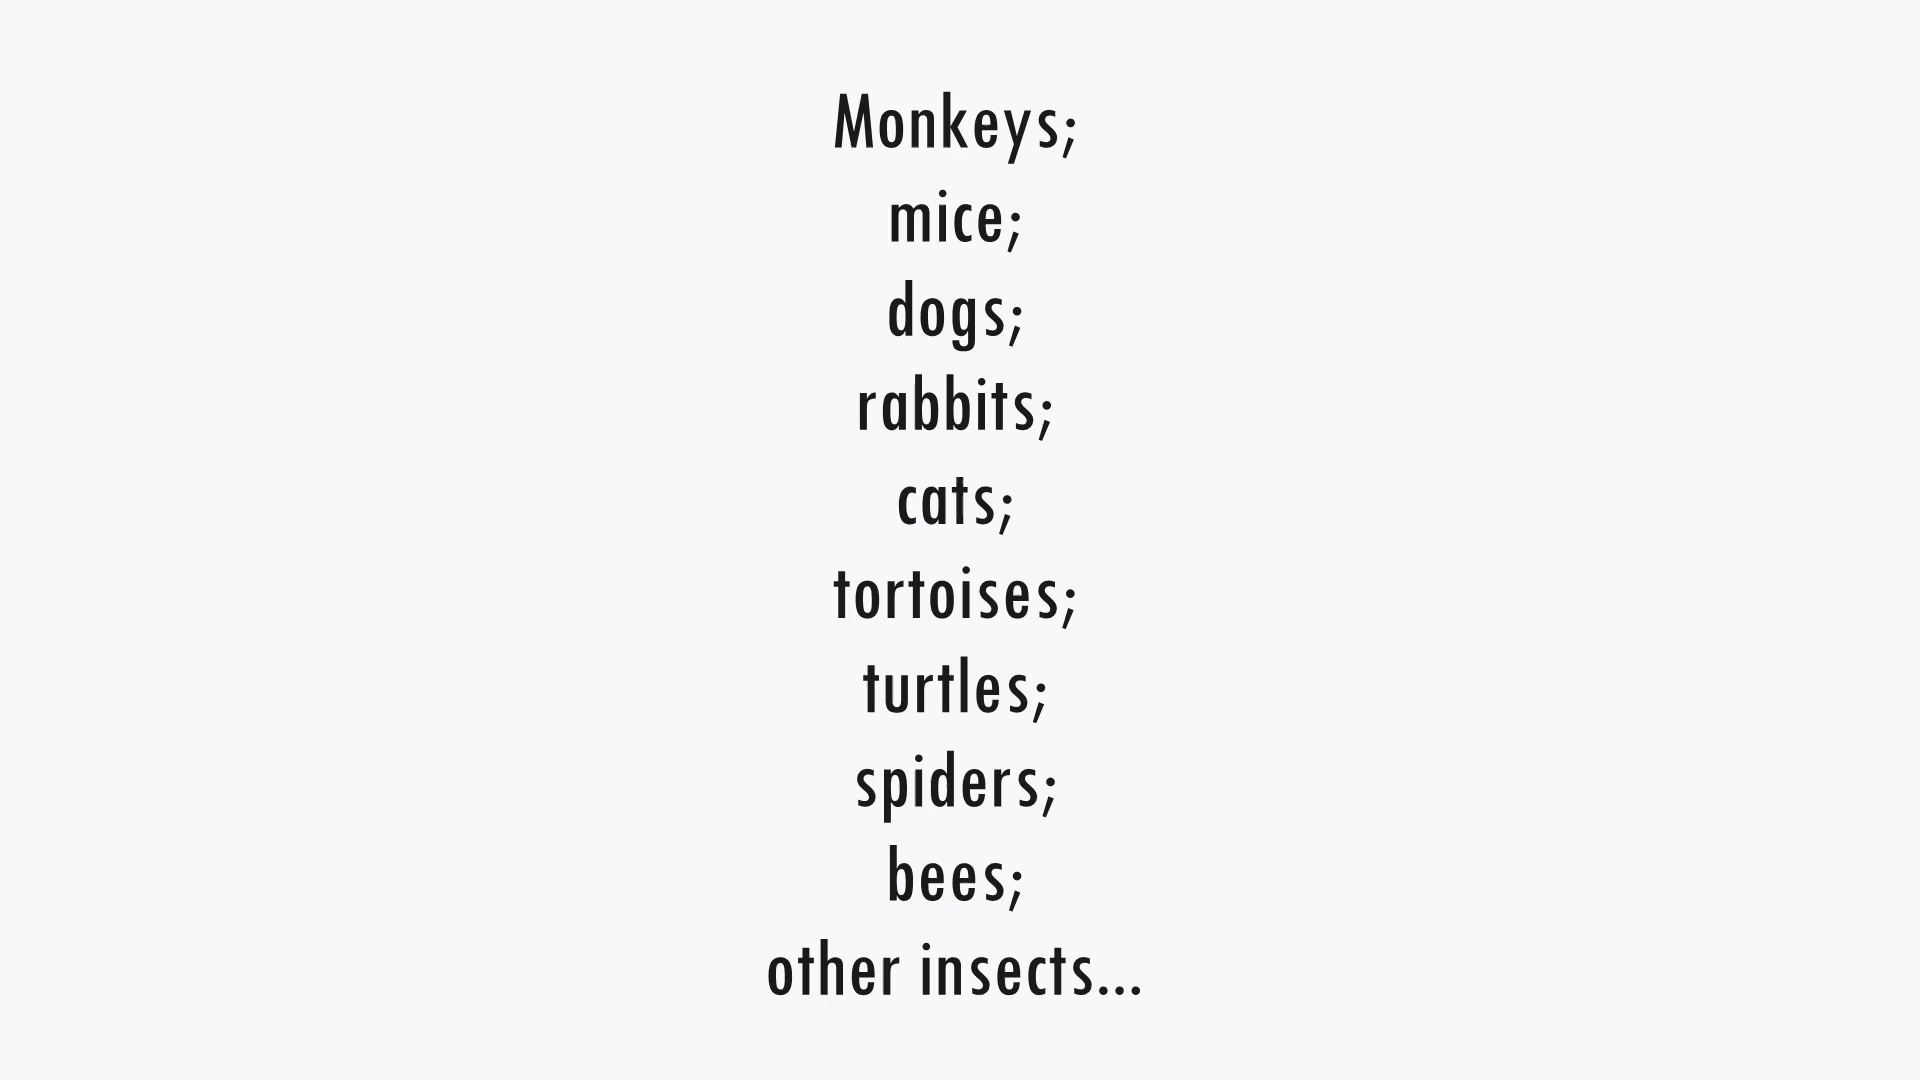 Monkeys;
mice;
dogs;
rabbits;
cats;
tortoises;
turtles;
spiders;
bees;
other insects...